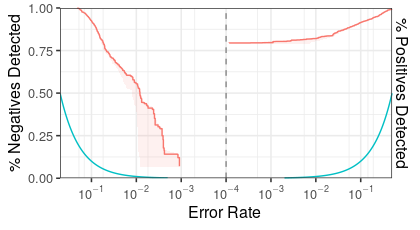 1.00
0.75
0.50
0.25
0.00
% Negatives Detected
% Positives Detected
10⁻¹ 10⁻² 10⁻³ 10⁻⁴ 10⁻³ 10⁻² 10⁻¹
Error Rate